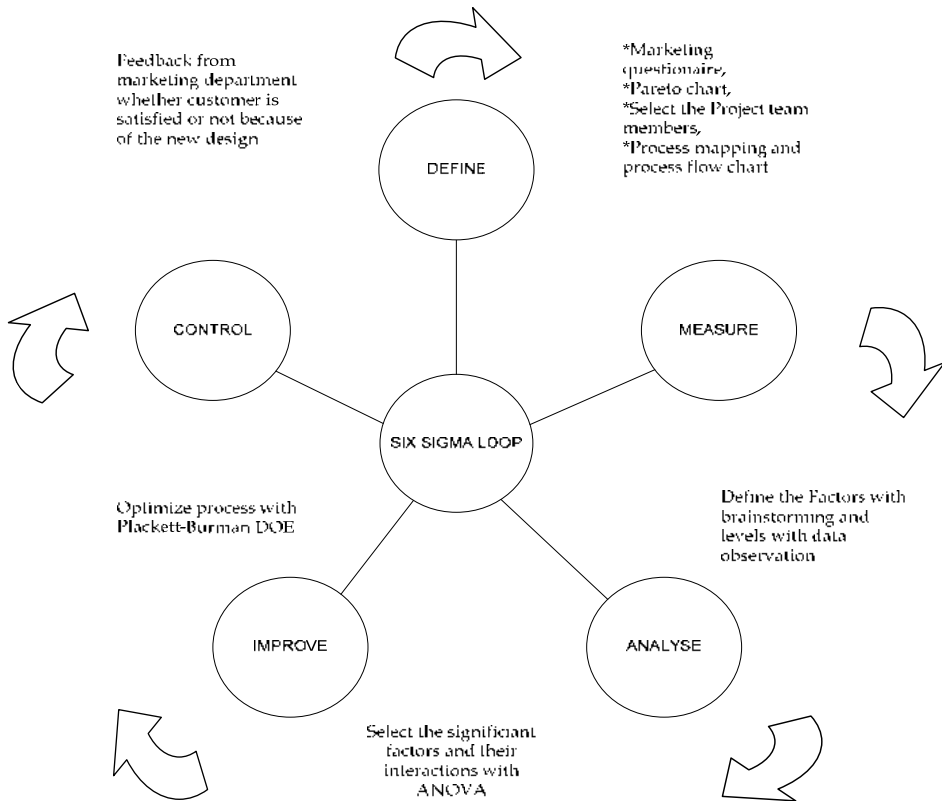 Feedback from
marketing department
whether customer is
satisfied or not because
of the new design
*Marketing
questionaire,
*Pareto chart,
*Select the Project team
members,
*Process mapping and
process flow chart
DEFINE
CONTROL
MEASURE
SIX SIGMA LOOP
Optimize process with
Plackett-Burman DOE
Define the Factors with
brainstorming and
levels with data
observation
IMPROVE
ANALYSE
Select the significant
factors and their
interactions with
ANOVA